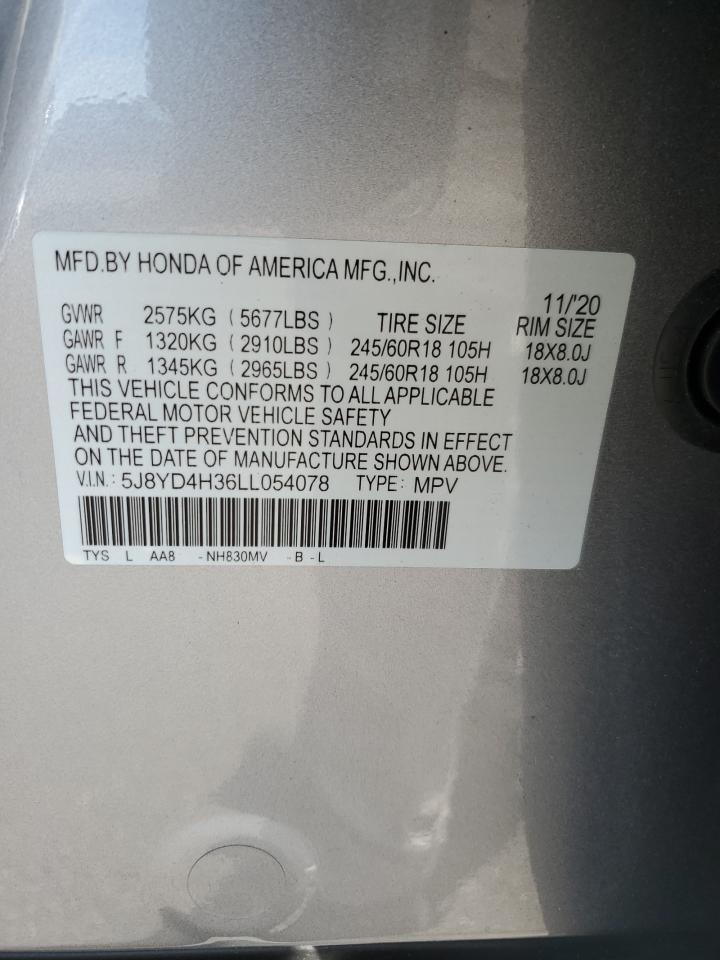 MFD.BY HONDA OF AMERICA MFG.,INC.
11/'20
GVWR 2575KG ( 5677LBS ) TIRE SIZE RIM SIZE
GAWR F 1320KG ( 2910LBS ) 245/60R18 105H 18X8.0J
GAWR R 1345KG ( 2965LBS ) 245/60R18 105H 18X8.0J
THIS VEHICLE CONFORMS TO ALL APPLICABLE
FEDERAL MOTOR VEHICLE SAFETY
AND THEFT PREVENTION STANDARDS IN EFFECT
ON THE DATE OF MANUFACTURE SHOWN ABOVE.
V.I.N.: 5J8YD4H36LL054078 TYPE: MPV
TYS L AA8 -NH830MV -B -L